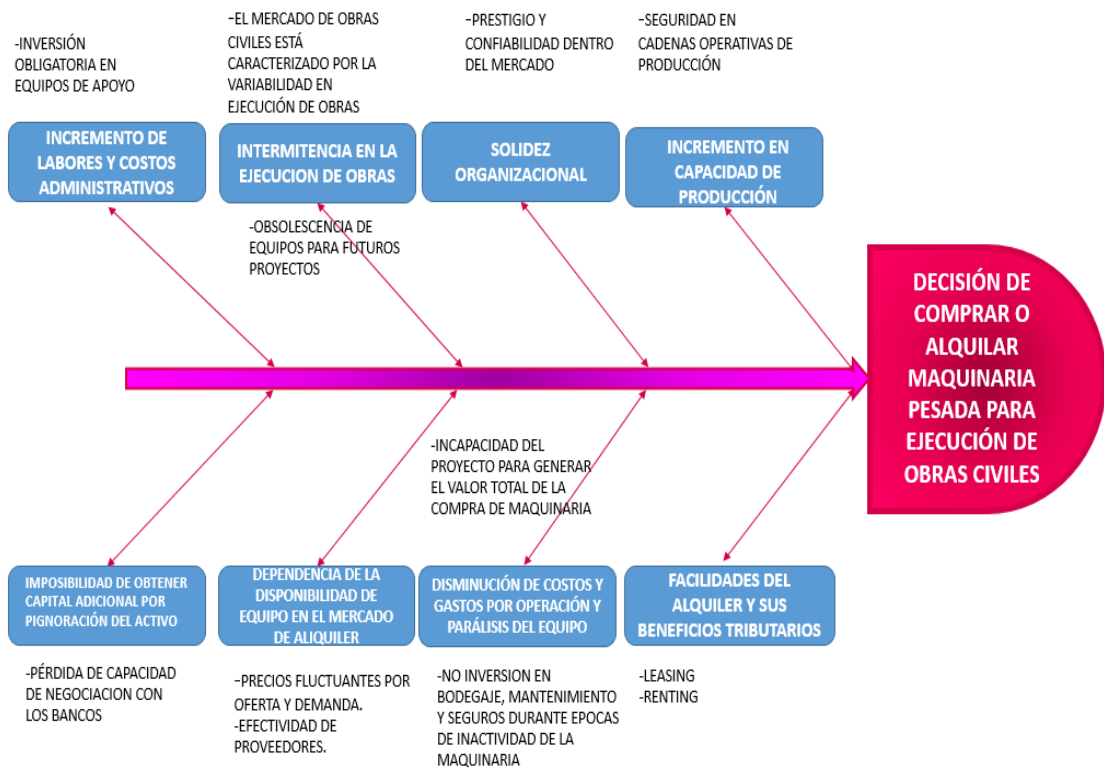 -INVERSIÓN
OBLIGATORIA EN
EQUIPOS DE APOYO
-EL MERCADO DE OBRAS
CIVILES ESTÁ
CARACTERIZADO POR LA
VARIABILIDAD EN
EJECUCIÓN DE OBRAS
-PRESTIGIO Y
CONFIABILIDAD DENTRO
DEL MERCADO
-SEGURIDAD EN
CADENAS OPERATIVAS DE
PRODUCCIÓN
INCREMENTO DE
LABORES Y COSTOS
ADMINISTRATIVOS
INTERMITENCIA EN LA
EJECUCION DE OBRAS
SOLIDEZ
ORGANIZACIONAL
INCREMENTO EN
CAPACIDAD DE
PRODUCCIÓN
-OBSOLESCENCIA DE
EQUIPOS PARA FUTUROS
PROYECTOS
DECISIÓN DE
COMPRAR O
ALQUILAR
MAQUINARIA
PESADA PARA
EJECUCIÓN DE
OBRAS CIVILES
-INCAPACIDAD DEL
PROYECTO PARA GENERAR
EL VALOR TOTAL DE LA
COMPRA DE MAQUINARIA
IMPOSIBILIDAD DE OBTENER
CAPITAL ADICIONAL POR
PIGNORACIÓN DEL ACTIVO
DEPENDENCIA DE LA
DISPONIBILIDAD DE
EQUIPO EN EL MERCADO
DE ALIQUILER
DISMINUCIÓN DE COSTOS Y
GASTOS POR OPERACIÓN Y
PARÁLISIS DEL EQUIPO
FACILIDADES DEL
ALQUILER Y SUS
BENEFICIOS TRIBUTARIOS
-PÉRDIDA DE CAPACIDAD
DE NEGOCIACION CON
LOS BANCOS
-PRECIOS FLUCTUANTES POR
OFERTA Y DEMANDA.
-EFECTIVIDAD DE
PROVEEDORES.
-NO INVERSION EN
BODEGAJE, MANTENIMIENTO
Y SEGUROS DURANTE EPOCAS
DE INACTIVIDAD DE LA
MAQUINARIA
-LEASING
-RENTING